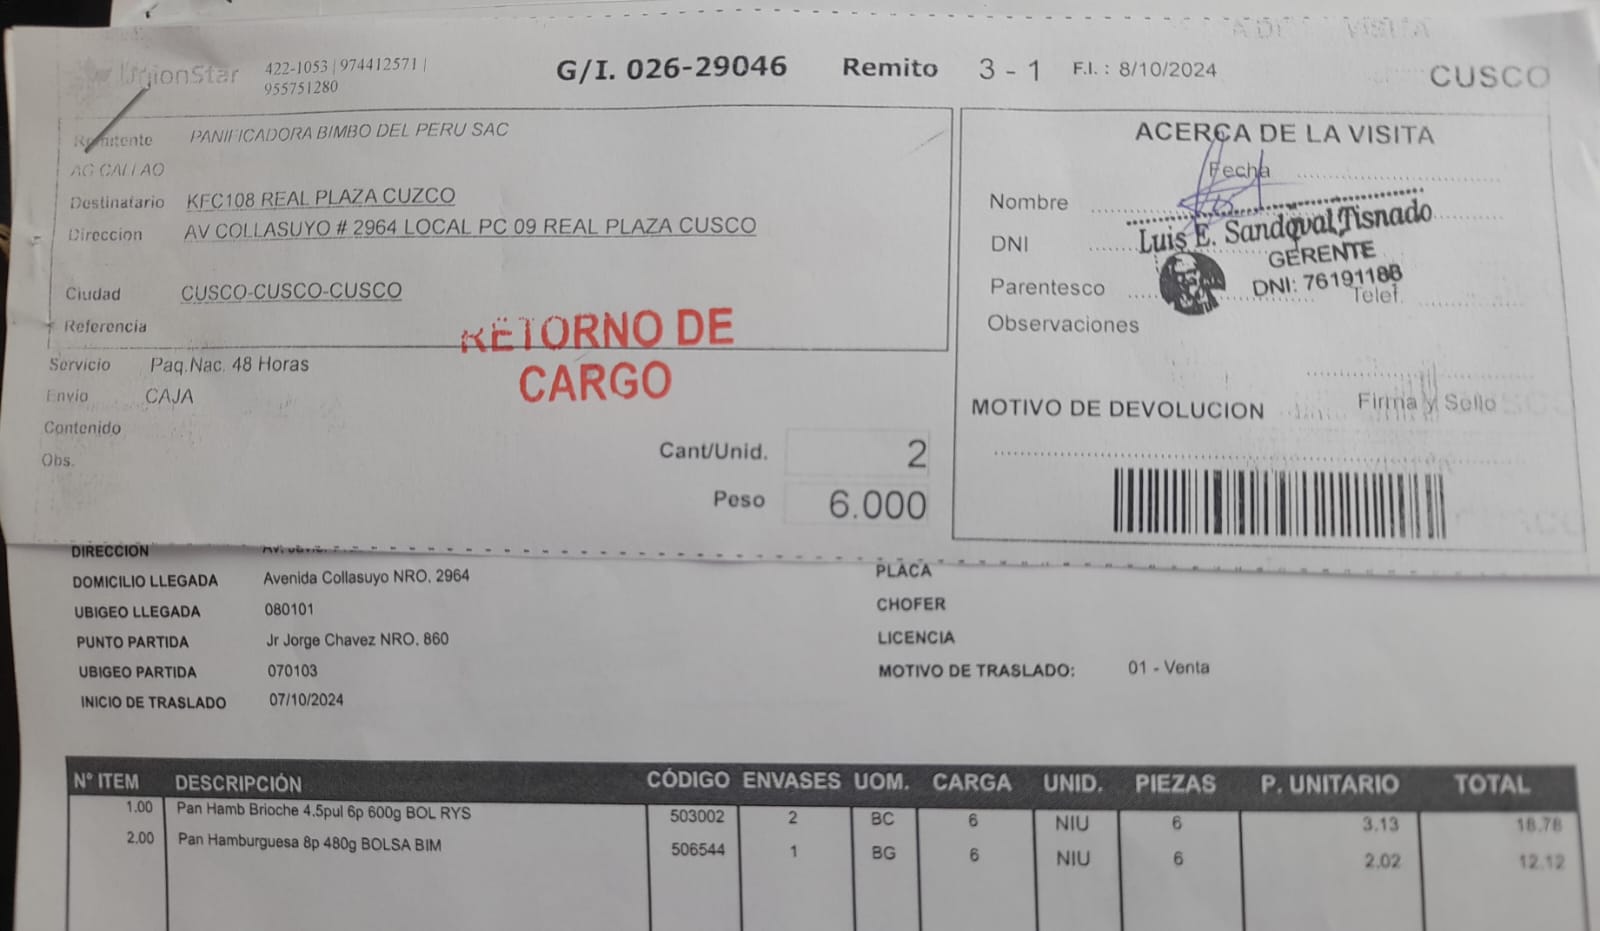 UnionStar 422-1053 | 974412571 |
955751280
G/I. 026-29046 Remito 3 - 1 F.I. : 8/10/2024 CUSCO
Remitente PANIFICADORA BIMBO DEL PERU SAC
AG CALLAO
Destinatario KFC108 REAL PLAZA CUZCO
Direccion AV COLLASUYO # 2964 LOCAL PC 09 REAL PLAZA CUSCO
Ciudad CUSCO-CUSCO-CUSCO
Referencia
RETORNO DE
CARGO
Servicio Paq.Nac. 48 Horas
Envio CAJA
Contenido
Obs.
Cant/Unid. 2
Peso 6.000
ACERCA DE LA VISITA
Fecha
Nombre
DNI
Luis E. Sandoval Tisnado
GERENTE
DNI: 76191188
Parentesco Telef.
Observaciones
Firma y Sello
MOTIVO DE DEVOLUCION
DIRECCIÓN
DOMICILIO LLEGADA Avenida Collasuyo NRO. 2964
UBIGEO LLEGADA 080101
PUNTO PARTIDA Jr Jorge Chavez NRO. 860
UBIGEO PARTIDA 070103
INICIO DE TRASLADO 07/10/2024
PLACA
CHOFER
LICENCIA
MOTIVO DE TRASLADO: 01 - Venta
N° ITEM DESCRIPCIÓN CÓDIGO ENVASES UOM. CARGA UNID. PIEZAS P. UNITARIO TOTAL
1.00 Pan Hamb Brioche 4.5pul 6p 600g BOL RYS 503002 2 BC 6 NIU 6 3.13 18.78
2.00 Pan Hamburguesa 8p 480g BOLSA BIM 506544 1 BG 6 NIU 6 2.02 12.12